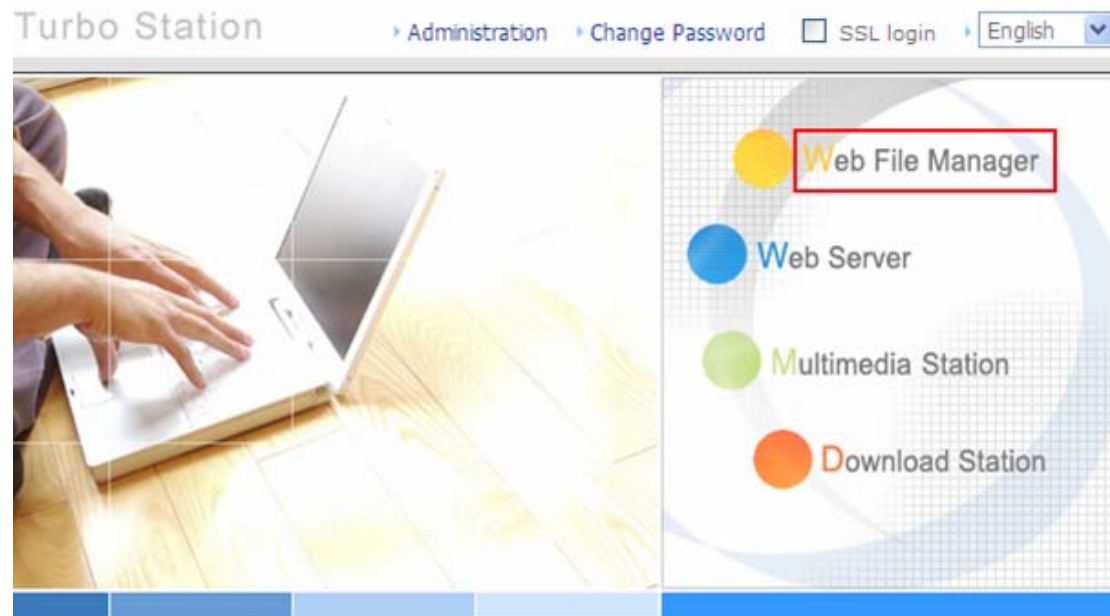 Turbo Station
Administration Change Password SSL login English
Web File Manager
Web Server
Multimedia Station
Download Station